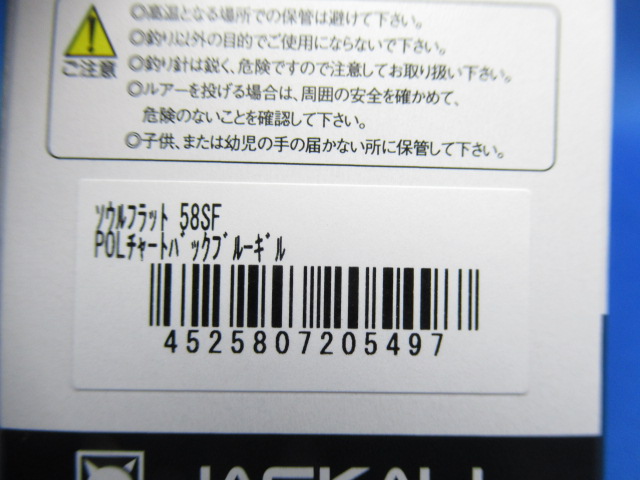 ◎高温となる場所での保管は避けて下さい。
◎釣り以外の目的でご使用にならないで下さい。
◎釣り針は鋭く、危険ですので注意してお取り扱い下さい。
ご注意
◎ルアーを投げる場合は、周囲の安全を確かめて、
危険のないことを確認して下さい。
◎子供、または幼児の手の届かない所に保管して下さい。
ｿｳﾙﾌﾗｯﾄ 58SF
POLﾁｬｰﾄﾊﾞｯｸﾌﾞﾙｰｷﾞﾙ
4525807205497
JACKALL